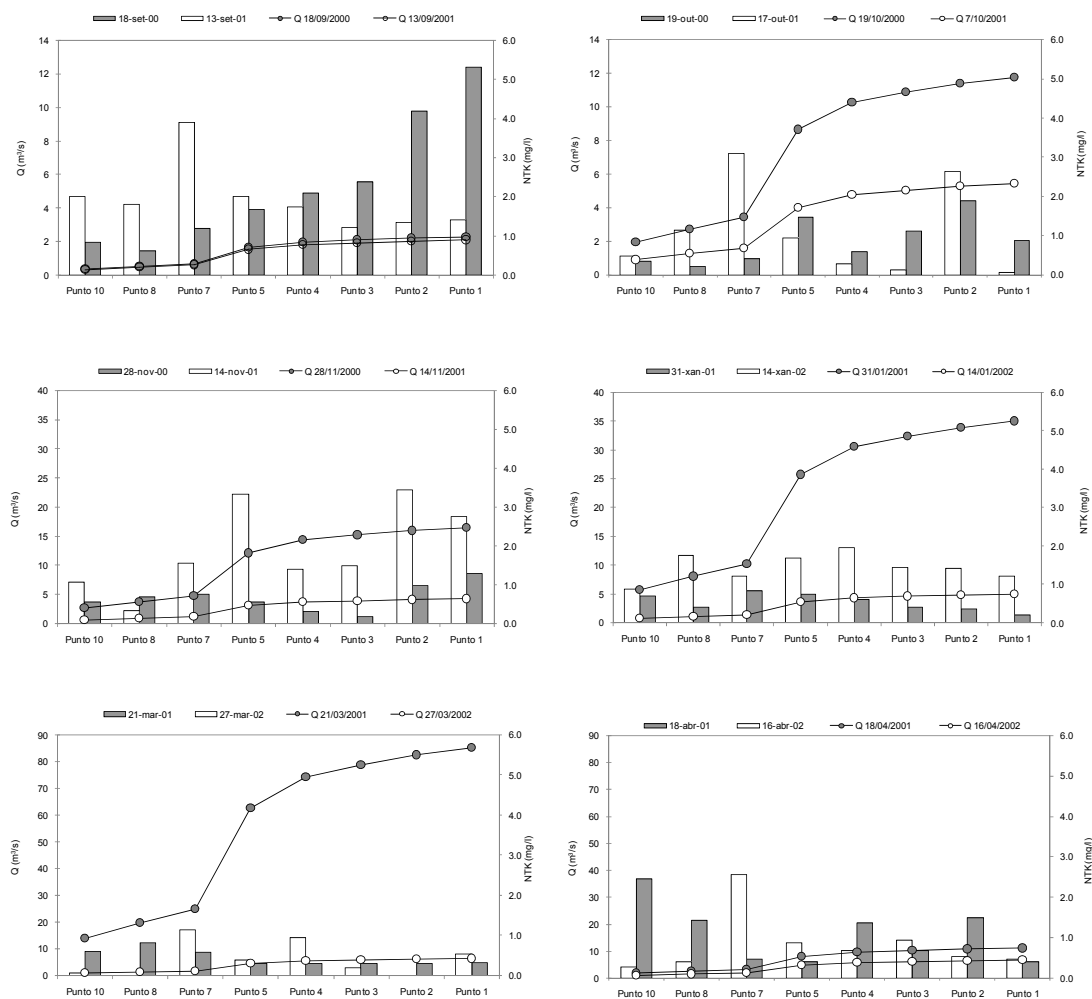 18-set-00 13-set-01 Q 18/09/2000 Q 13/09/2001
14 12 10 8 6 4 2 0
Q (m³/s)
6.0 5.0 4.0 3.0 2.0 1.0 0.0
NTK (mg/l)
Punto 10 Punto 8 Punto 7 Punto 5 Punto 4 Punto 3 Punto 2 Punto 1
19-out-00 17-out-01 Q 19/10/2000 Q 7/10/2001
14 12 10 8 6 4 2 0
Q (m³/s)
6.0 5.0 4.0 3.0 2.0 1.0 0.0
NTK (mg/l)
Punto 10 Punto 8 Punto 7 Punto 5 Punto 4 Punto 3 Punto 2 Punto 1
28-nov-00 14-nov-01 Q 28/11/2000 Q 14/11/2001
40 35 30 25 20 15 10 5 0
Q (m³/s)
6.0 5.0 4.0 3.0 2.0 1.0 0.0
NTK (mg/l)
Punto 10 Punto 8 Punto 7 Punto 5 Punto 4 Punto 3 Punto 2 Punto 1
31-xan-01 14-xan-02 Q 31/01/2001 Q 14/01/2002
40 35 30 25 20 15 10 5 0
Q (m³/s)
6.0 5.0 4.0 3.0 2.0 1.0 0.0
NTK (mg/l)
Punto 10 Punto 8 Punto 7 Punto 5 Punto 4 Punto 3 Punto 2 Punto 1
21-mar-01 27-mar-02 Q 21/03/2001 Q 27/03/2002
90 80 70 60 50 40 30 20 10 0
Q (m³/s)
6.0 5.0 4.0 3.0 2.0 1.0 0.0
NTK (mg/l)
Punto 10 Punto 8 Punto 7 Punto 5 Punto 4 Punto 3 Punto 2 Punto 1
18-abr-01 16-abr-02 Q 18/04/2001 Q 16/04/2002
90 80 70 60 50 40 30 20 10 0
Q (m³/s)
6.0 5.0 4.0 3.0 2.0 1.0 0.0
NTK (mg/l)
Punto 10 Punto 8 Punto 7 Punto 5 Punto 4 Punto 3 Punto 2 Punto 1